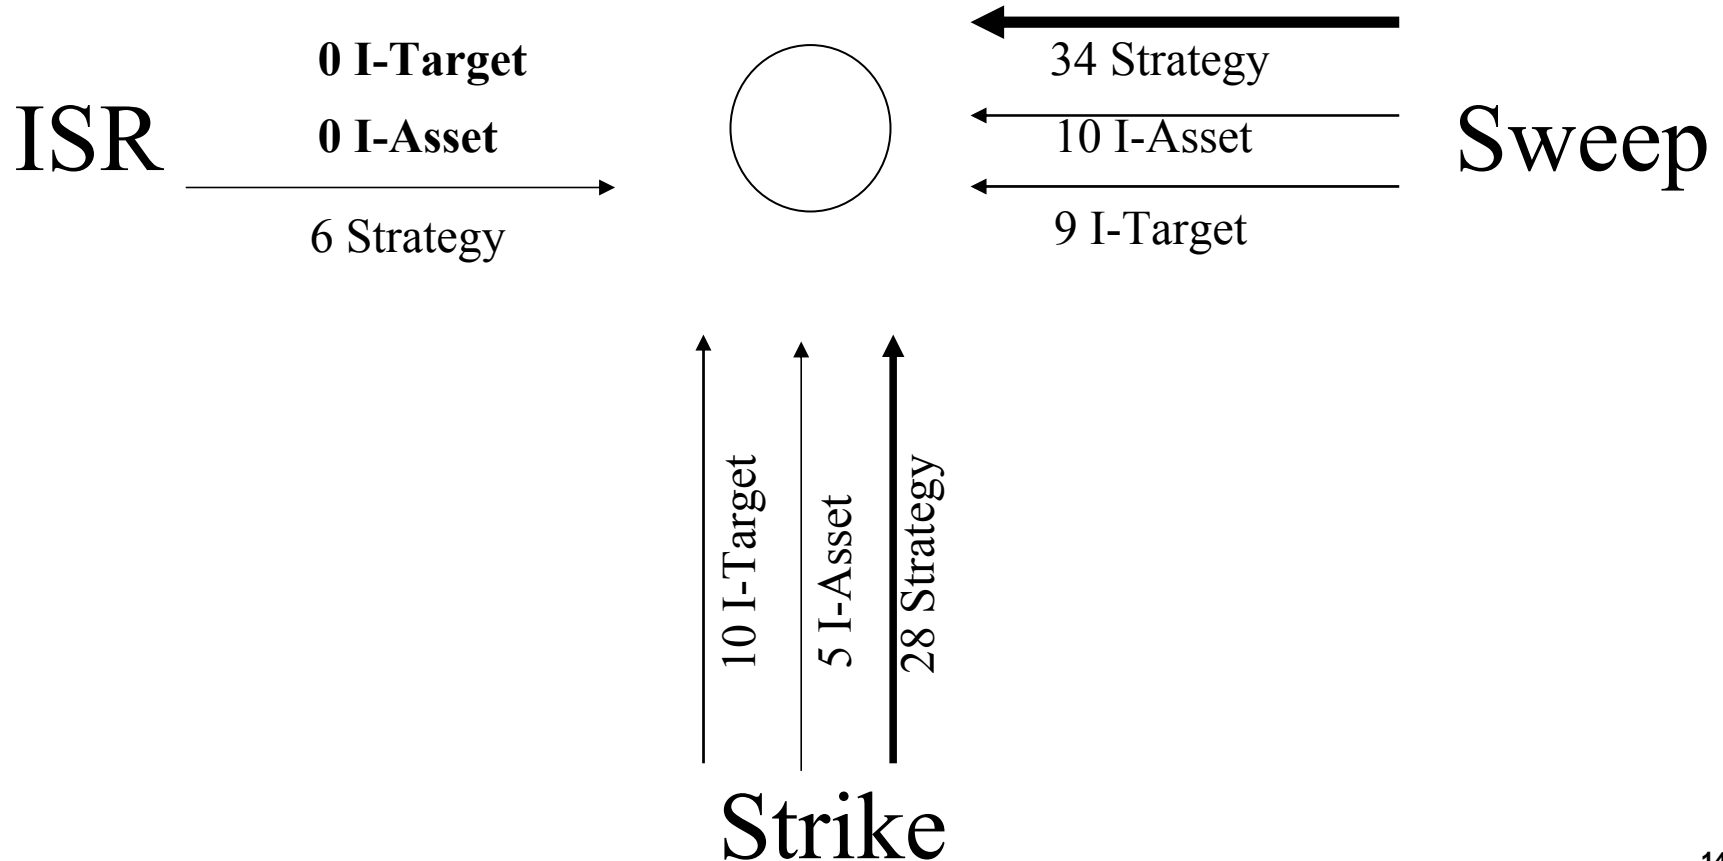 0 I-Target
0 I-Asset
ISR
6 Strategy
34 Strategy
10 I-Asset
9 I-Target
Sweep
10 I-Target
5 I-Asset
28 Strategy
Strike